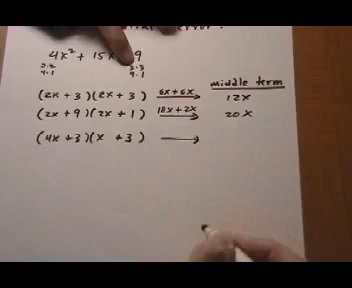 4x² + 15x 9
2·2 3·3
4·1 9·1
middle term
(2x + 3)(2x + 3) 6x + 6x 12x
(2x + 9)(2x + 1) 18x + 2x 20x
(4x + 3)(x + 3)